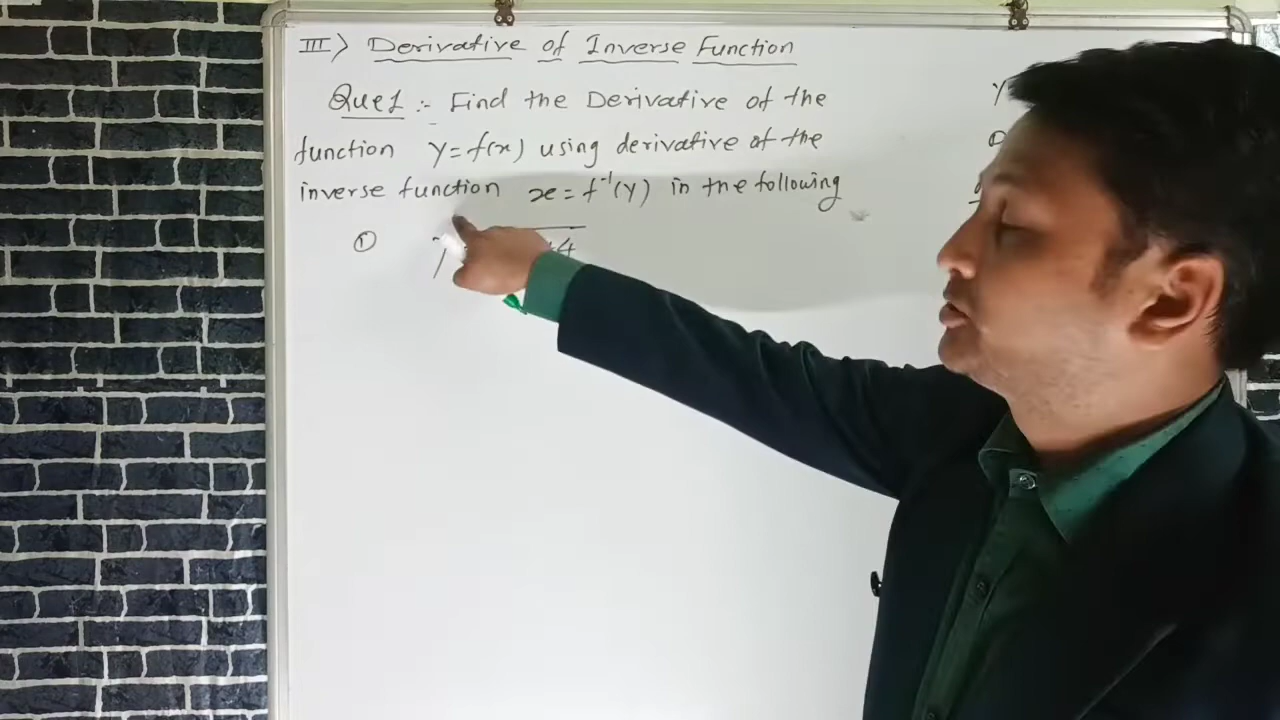 III) Derivative of Inverse Function
Que1 :- Find the Derivative of the
function y=f(x) using derivative of the
inverse function x = f⁻¹(y) in the following
① +4
Y